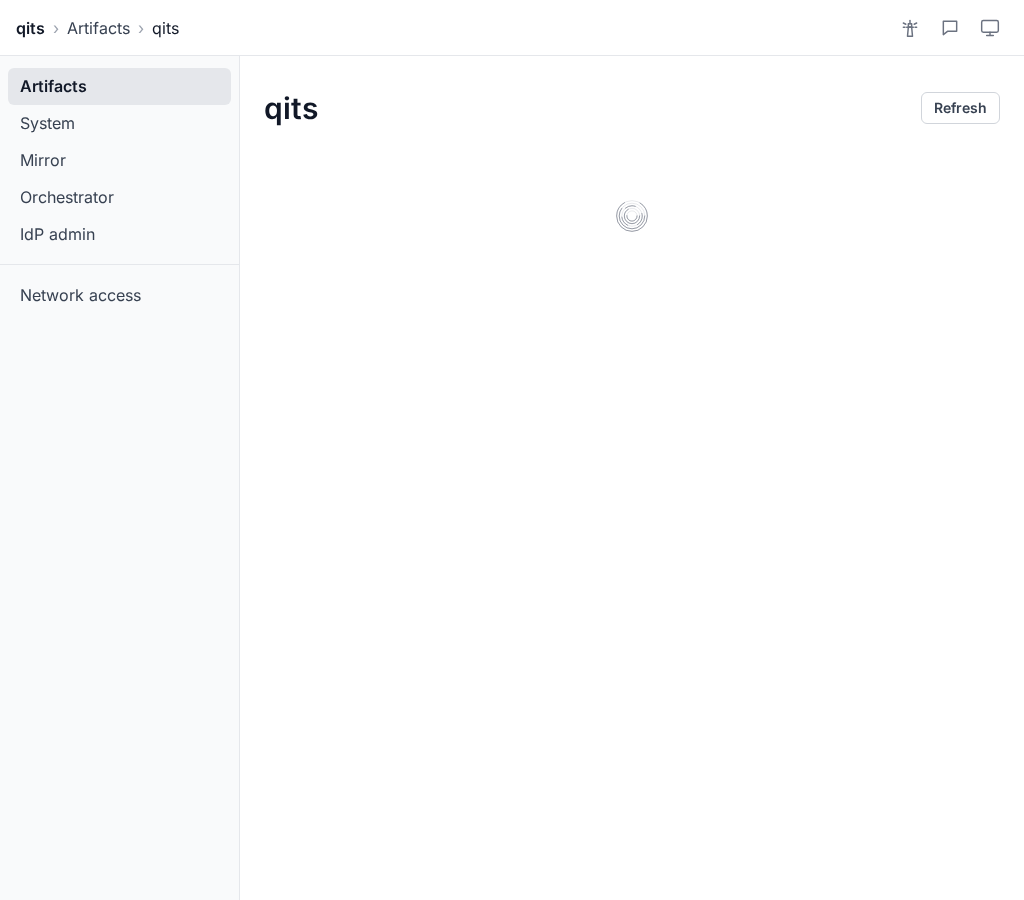 qits › Artifacts › qits
Artifacts
System
Mirror
Orchestrator
IdP admin
Network access
qits
Refresh